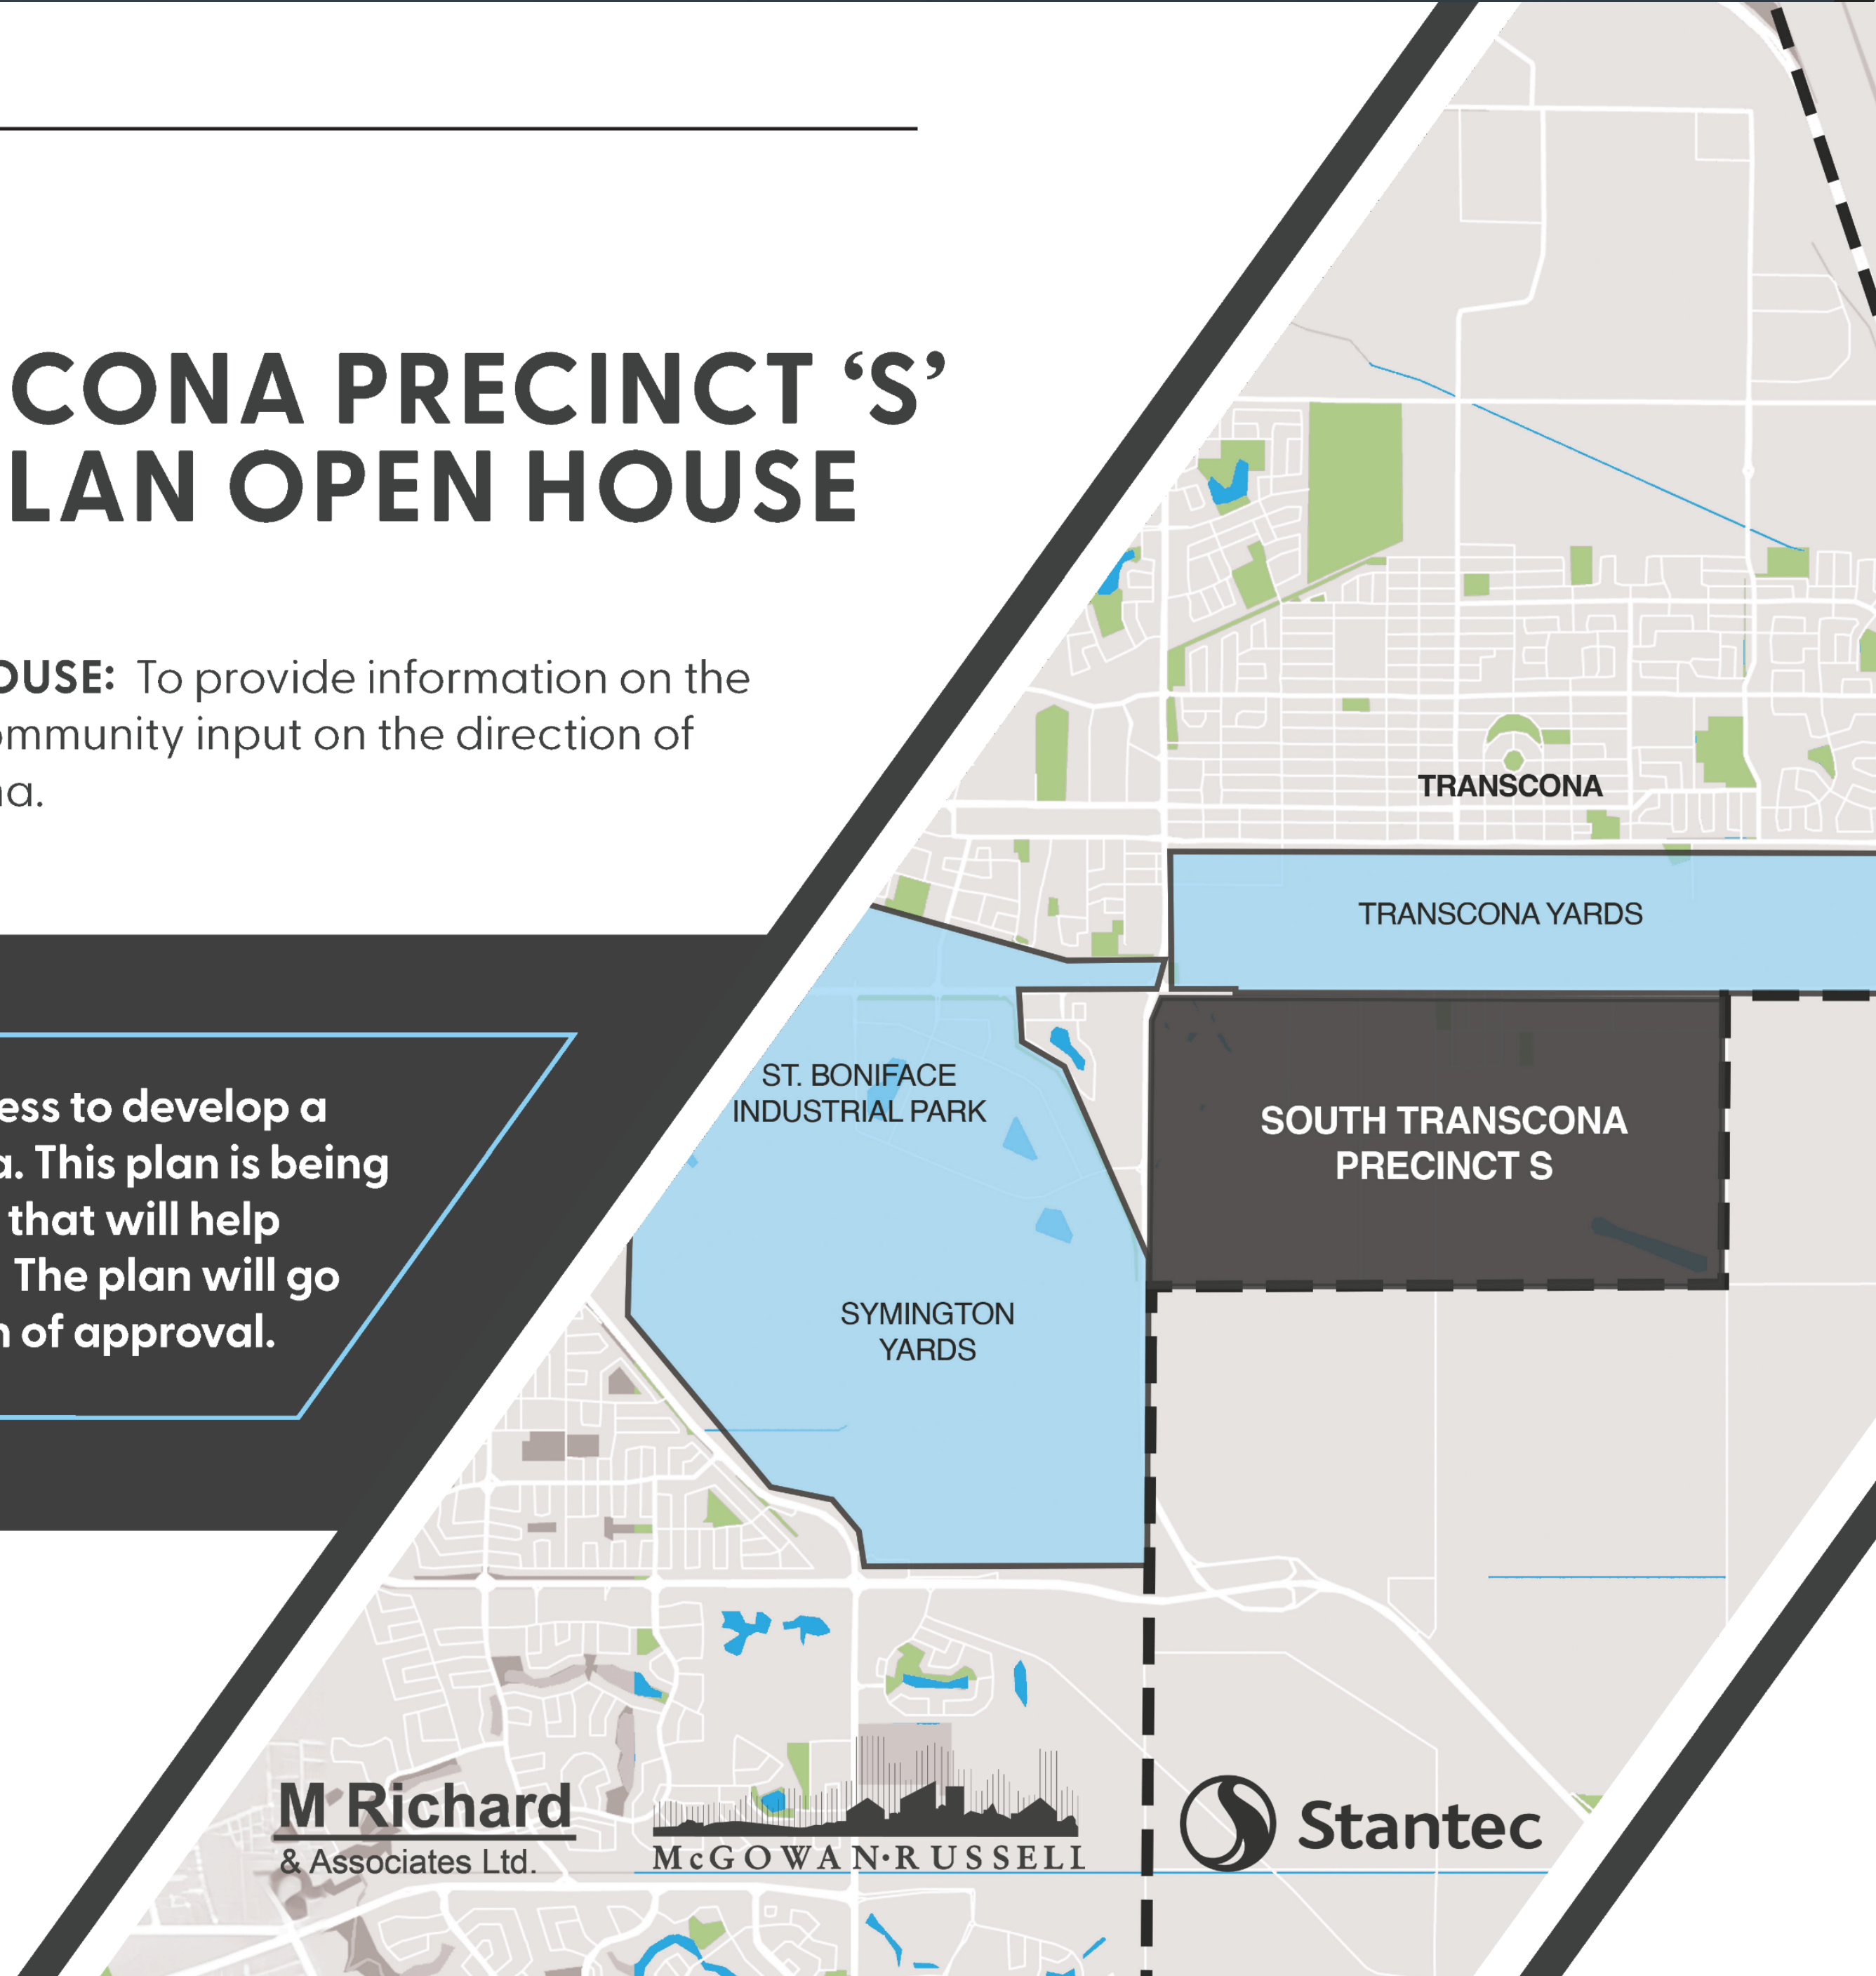 CONA PRECINCT ‘S’
LAN OPEN HOUSE
OUSE: To provide information on the
ommunity input on the direction of
na.
ess to develop a
a. This plan is being
that will help
The plan will go
n of approval.
TRANSCONA
TRANSCONA YARDS
ST. BONIFACE
INDUSTRIAL PARK
SOUTH TRANSCONA
PRECINCT S
SYMINGTON
YARDS
M Richard
& Associates Ltd.
McGOWAN·RUSSELL
Stantec